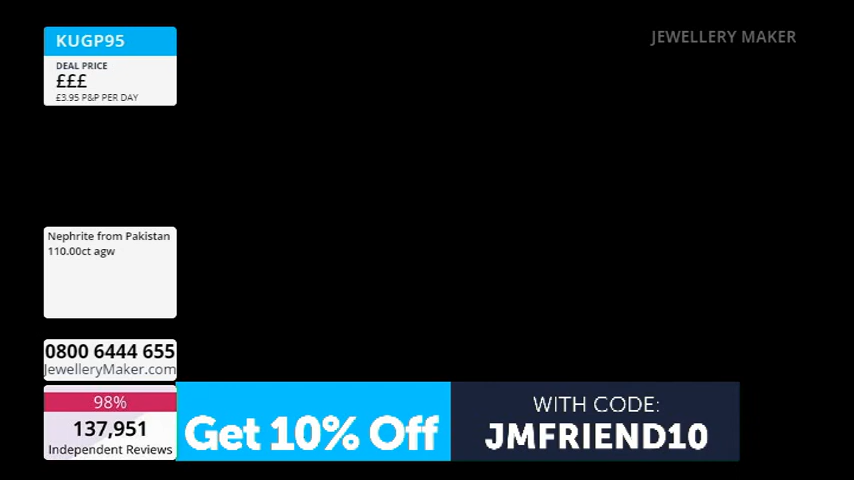 KUGP95
JEWELLERY MAKER
DEAL PRICE
£££
£3.95 P&P PER DAY
Nephrite from Pakistan
110.00ct agw
0800 6444 655
JewelleryMaker.com
98%
137,951
Independent Reviews
Get 10% Off
WITH CODE:
JMFRIEND10